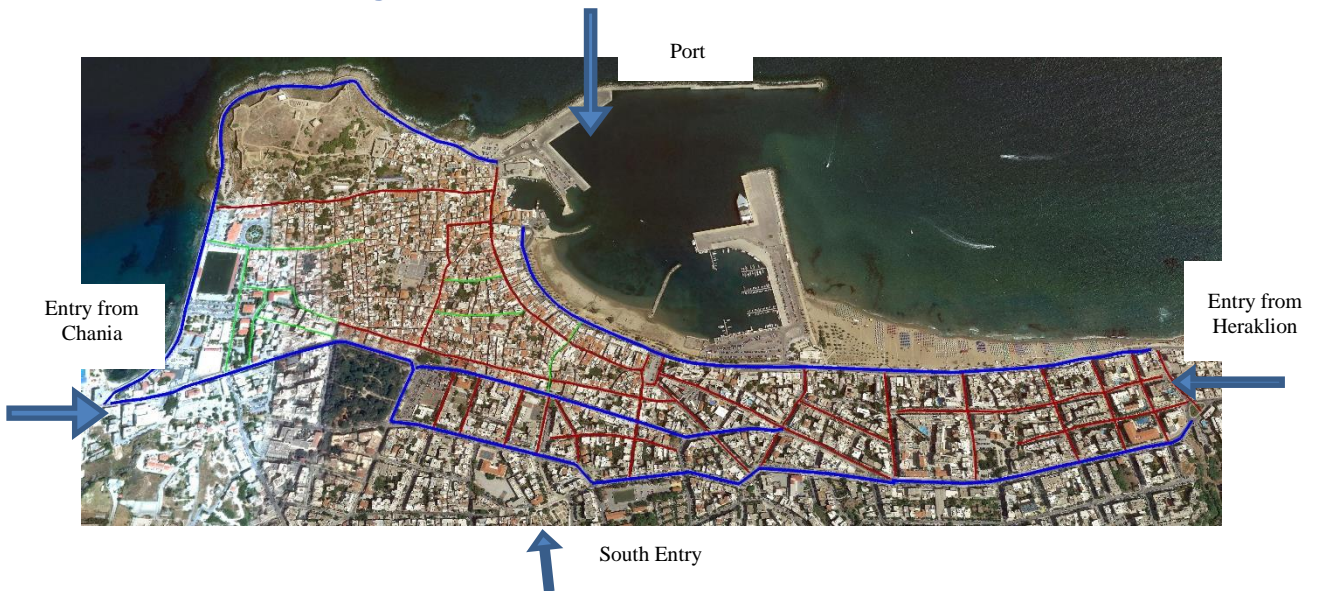 Port
Entry from
Chania
Entry from
Heraklion
South Entry